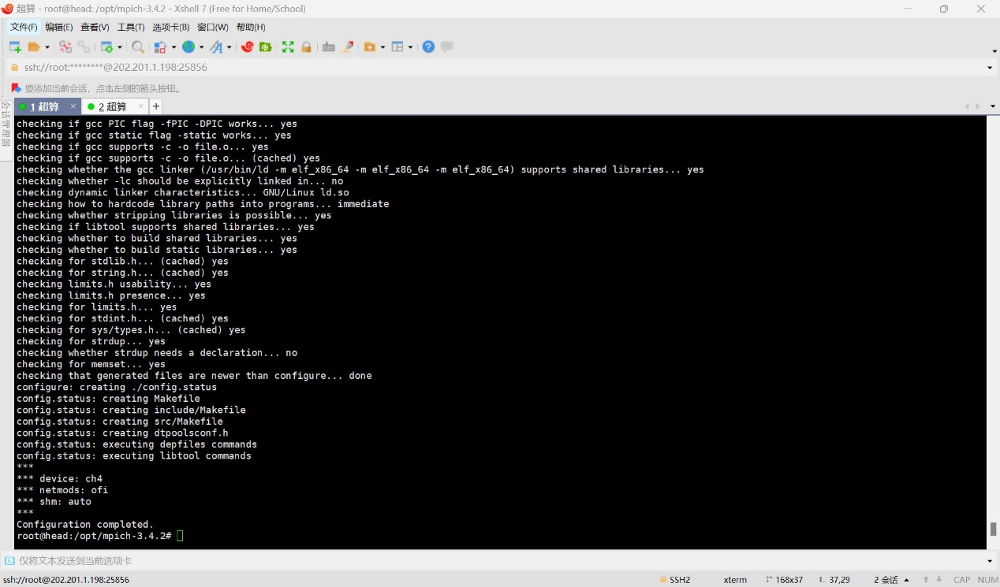 超算 - root@head: /opt/mpich-3.4.2 - Xshell 7 (Free for Home/School)
文件(F) 编辑(E) 查看(V) 工具(T) 选项卡(B) 窗口(W) 帮助(H)
ssh://root:********@202.201.1.198:25856
要添加当前会话，点击左侧的箭头按钮。
会话管理器
1 超算 × 2 超算 × +
checking if gcc PIC flag -fPIC -DPIC works... yes
checking if gcc static flag -static works... yes
checking if gcc supports -c -o file.o... yes
checking if gcc supports -c -o file.o... (cached) yes
checking whether the gcc linker (/usr/bin/ld -m elf_x86_64 -m elf_x86_64 -m elf_x86_64) supports shared libraries... yes
checking whether -lc should be explicitly linked in... no
checking dynamic linker characteristics... GNU/Linux ld.so
checking how to hardcode library paths into programs... immediate
checking whether stripping libraries is possible... yes
checking if libtool supports shared libraries... yes
checking whether to build shared libraries... yes
checking whether to build static libraries... yes
checking for stdlib.h... (cached) yes
checking for string.h... (cached) yes
checking limits.h usability... yes
checking limits.h presence... yes
checking for limits.h... yes
checking for stdint.h... (cached) yes
checking for sys/types.h... (cached) yes
checking for strdup... yes
checking whether strdup needs a declaration... no
checking for memset... yes
checking that generated files are newer than configure... done
configure: creating ./config.status
config.status: creating Makefile
config.status: creating include/Makefile
config.status: creating src/Makefile
config.status: creating dtpoolsconf.h
config.status: executing depfiles commands
config.status: executing libtool commands
***
*** device: ch4
*** netmods: ofi
*** shm: auto
***
Configuration completed.
root@head:/opt/mpich-3.4.2#
仅将文本发送到当前选项卡
ssh://root@202.201.1.198:25856 SSH2 xterm 168x37 37,29 2 会话 CAP NUM